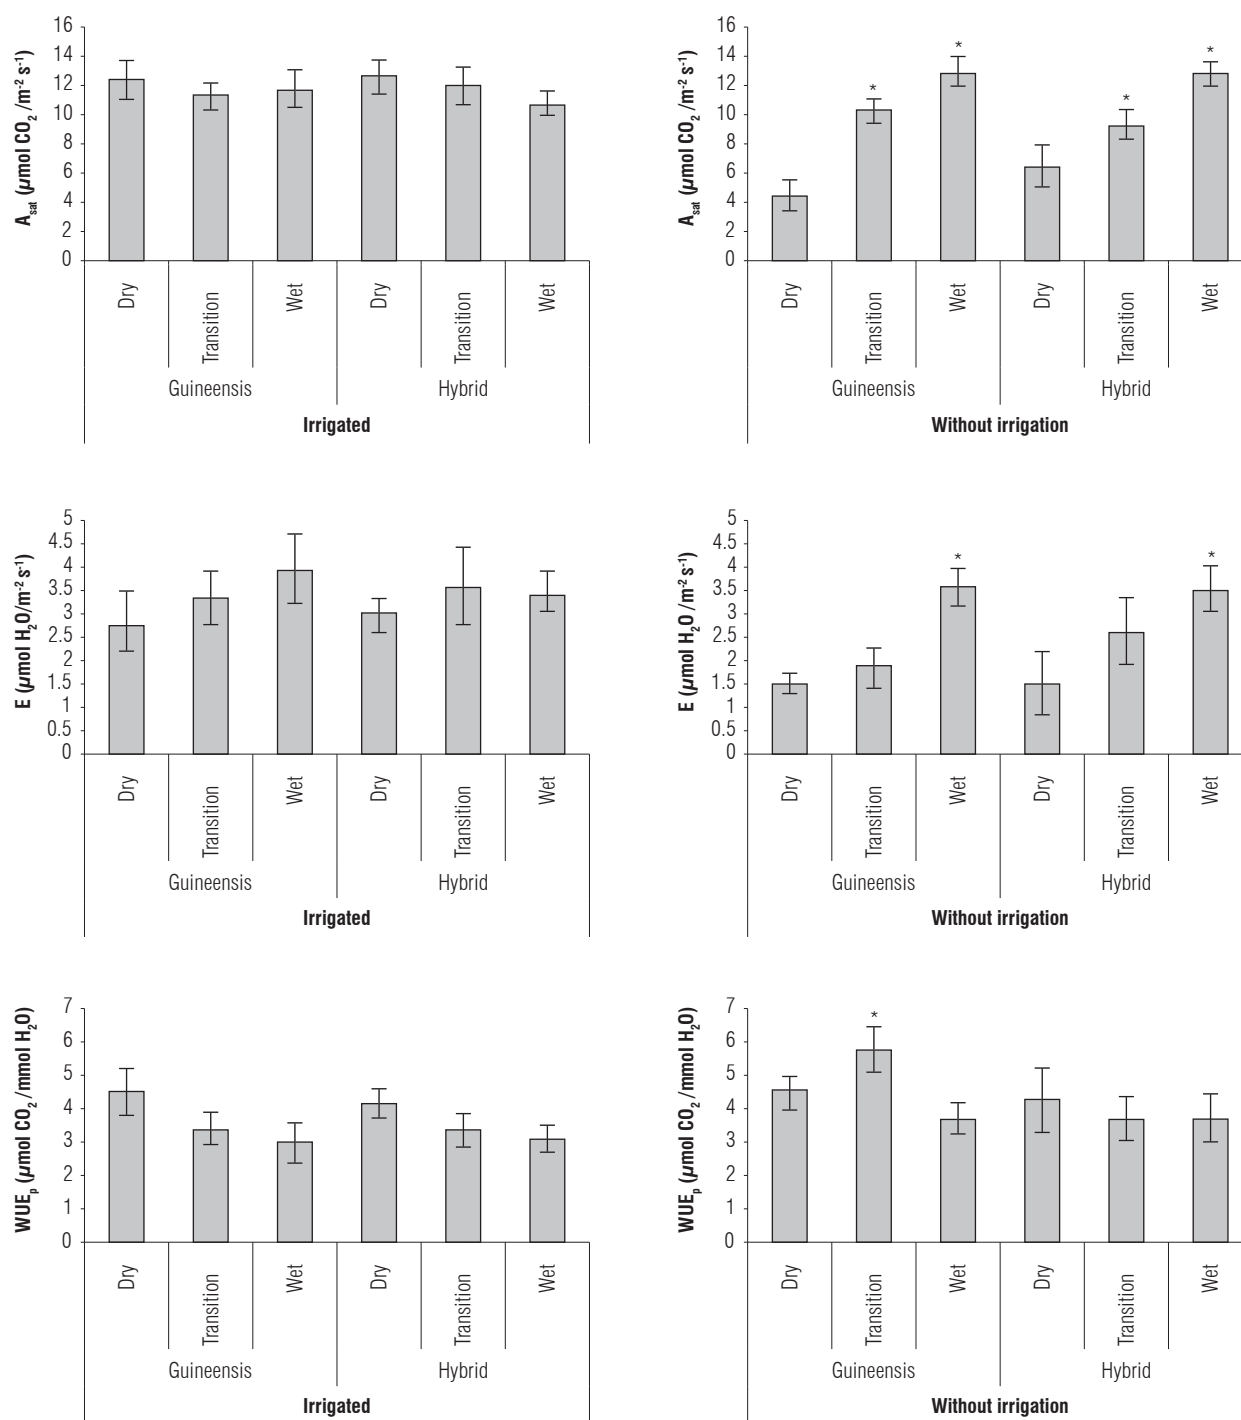 A_sat (µmol CO₂ /m⁻² s⁻¹)
16
14
12
10
8
6
4
2
0
Dry
Transition
Wet
Dry
Transition
Wet
Guineensis
Hybrid
Irrigated
A_sat (µmol CO₂ /m⁻² s⁻¹)
16
14
12
10
8
6
4
2
0
*
*
*
*
Dry
Transition
Wet
Dry
Transition
Wet
Guineensis
Hybrid
Without irrigation
E (µmol H₂O/m⁻² s⁻¹)
5
4.5
4
3.5
3
2.5
2
1.5
1
0.5
0
Dry
Transition
Wet
Dry
Transition
Wet
Guineensis
Hybrid
Irrigated
E (µmol H₂O /m⁻² s⁻¹)
5
4.5
4
3.5
3
2.5
2
1.5
1
0.5
0
*
*
Dry
Transition
Wet
Dry
Transition
Wet
Guineensis
Hybrid
Without irrigation
WUEₚ (µmol CO₂ /mmol H₂O)
7
6
5
4
3
2
1
0
Dry
Transition
Wet
Dry
Transition
Wet
Guineensis
Hybrid
Irrigated
WUEₚ (µmol CO₂ /mmol H₂O)
7
6
5
4
3
2
1
0
*
Dry
Transition
Wet
Dry
Transition
Wet
Guineensis
Hybrid
Without irrigation